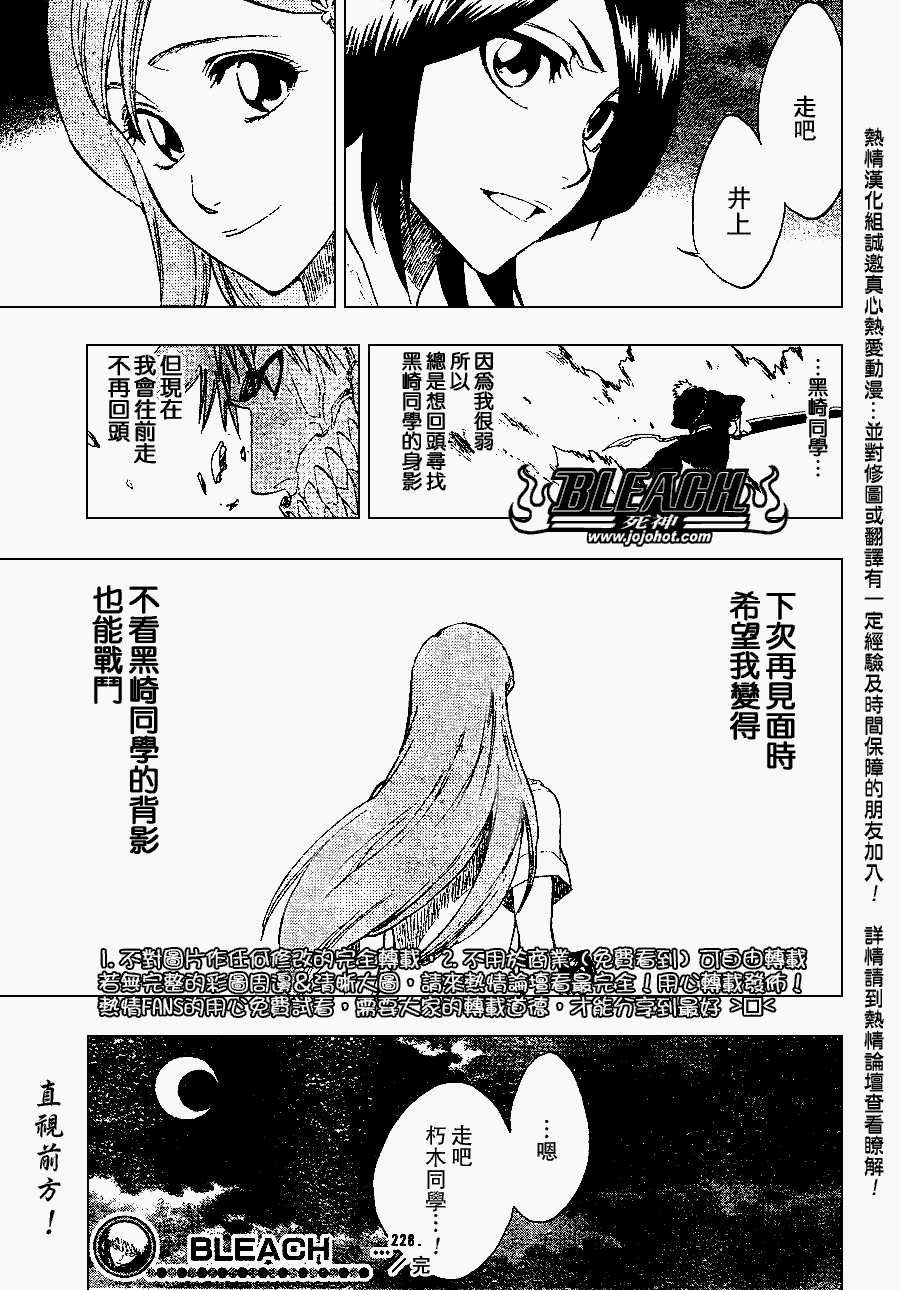 走吧
井上
…黑崎同學…
因爲我很弱
所以
總是想回頭尋找
黑崎同學的身影
但現在
我會往前走
不再回頭
BLEACH
死神
www.jojohot.com
下次再見面時
希望我變得
不看黑崎同學的背影
也能戰鬥
1. 不對圖片作任何修改的完全轉載，2. 不用於商業（免費看到）可自由轉載
若無完整的彩圖周邊&清晰大圖，請來熱情論壇看最完全！用心轉載發佈！
熱情FANS的用心免費試看，需要大家的轉載道德，才能分享到最好 >口<
…嗯
走吧
朽木同學…！
直視前方！
BLEACH
…228.
完
熱情漢化組誠邀真心熱愛動漫…並對修圖或翻譯有一定經驗及時間保障的朋友加入！ 詳情請到熱情論壇查看瞭解！